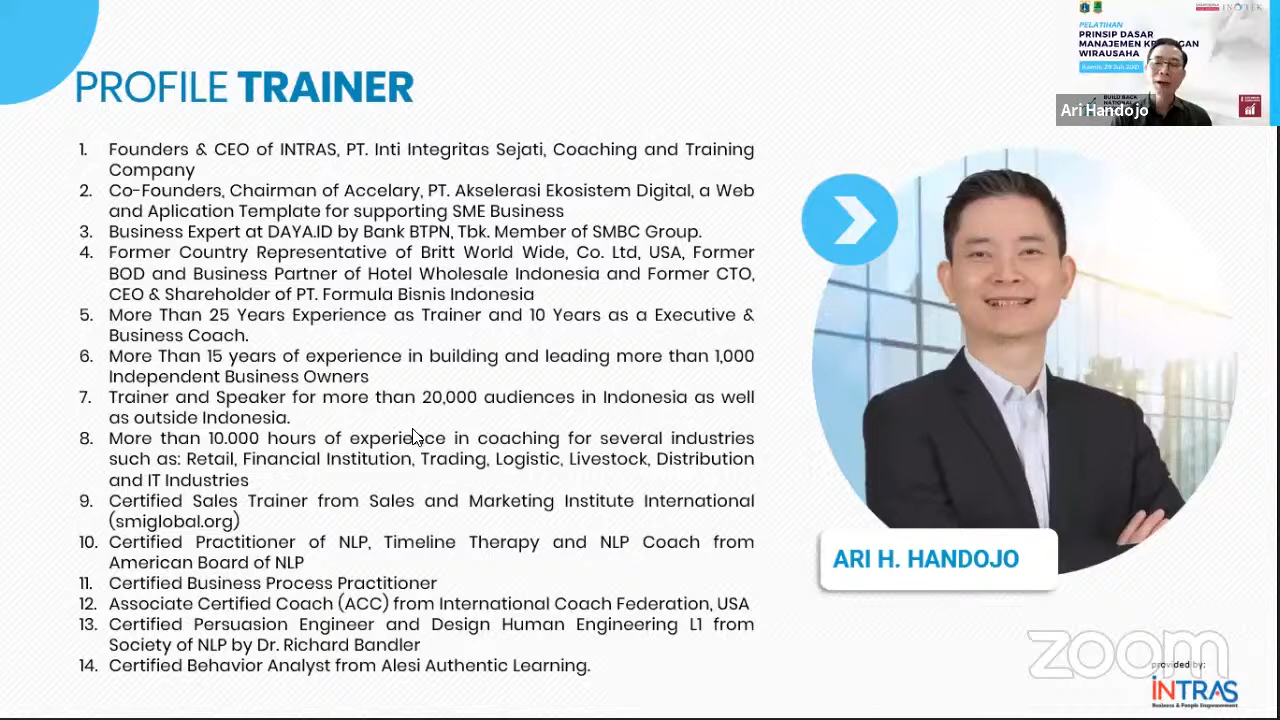 PELATIHAN
PRINSIP DASAR
WIRAUSAHA
Kamis, 29 Juli 2021
BUILD BACK
Ari Handojo
PROFILE TRAINER
1. Founders & CEO of INTRAS, PT. Inti Integritas Sejati, Coaching and Training
Company
2. Co-Founders, Chairman of Accelary, PT. Akselerasi Ekosistem Digital, a Web
and Aplication Template for supporting SME Business
3. Business Expert at DAYA.ID by Bank BTPN, Tbk. Member of SMBC Group.
4. Former Country Representative of Britt World Wide, Co. Ltd, USA, Former
BOD and Business Partner of Hotel Wholesale Indonesia and Former CTO,
CEO & Shareholder of PT. Formula Bisnis Indonesia
5. More Than 25 Years Experience as Trainer and 10 Years as a Executive &
Business Coach.
6. More Than 15 years of experience in building and leading more than 1,000
Independent Business Owners
7. Trainer and Speaker for more than 20,000 audiences in Indonesia as well
as outside Indonesia.
8. More than 10.000 hours of experience in coaching for several industries
such as: Retail, Financial Institution, Trading, Logistic, Livestock, Distribution
and IT Industries
9. Certified Sales Trainer from Sales and Marketing Institute International
(smiglobal.org)
10. Certified Practitioner of NLP, Timeline Therapy and NLP Coach from
American Board of NLP
11. Certified Business Process Practitioner
12. Associate Certified Coach (ACC) from International Coach Federation, USA
13. Certified Persuasion Engineer and Design Human Engineering L1 from
Society of NLP by Dr. Richard Bandler
14. Certified Behavior Analyst from Alesi Authentic Learning.
ARI H. HANDOJO
zoom
provided by:
INTRAS
Business & People Empowerment